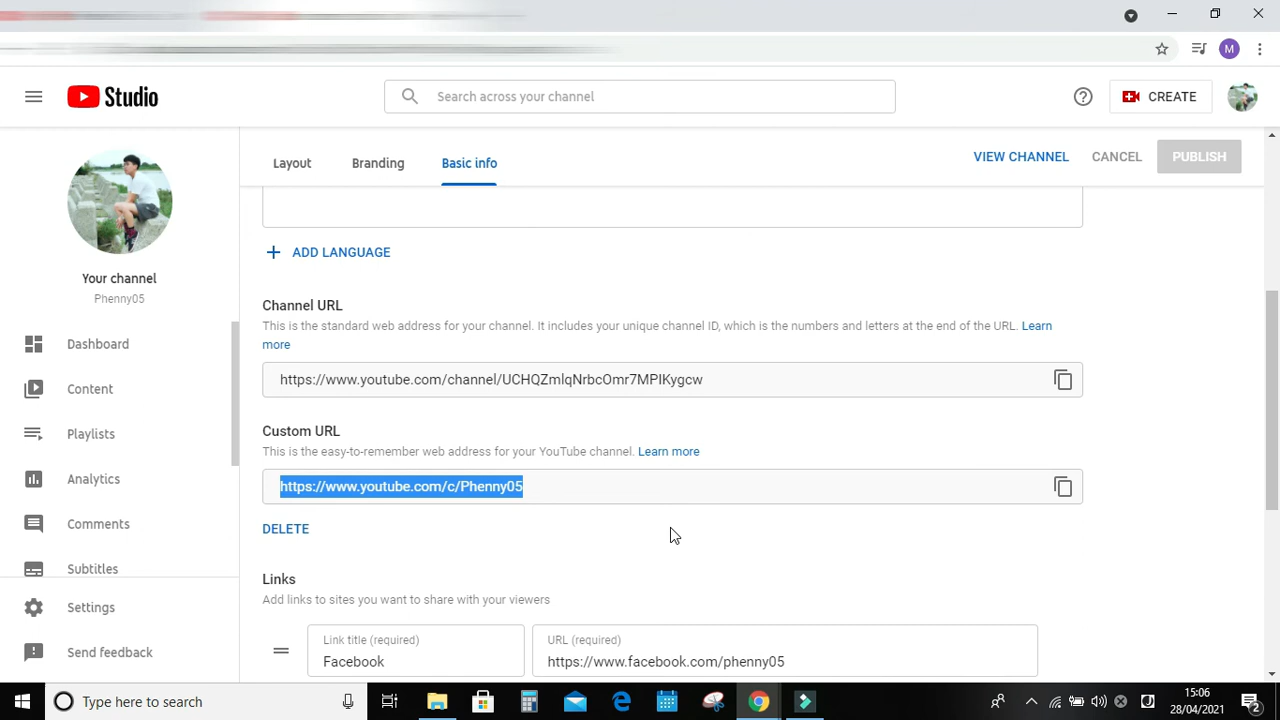 M
Studio
Search across your channel
CREATE
Layout
Branding
Basic info
VIEW CHANNEL
CANCEL
PUBLISH
Your channel
Phenny05
Dashboard
Content
Playlists
Analytics
Comments
Subtitles
Settings
Send feedback
ADD LANGUAGE
Channel URL
This is the standard web address for your channel. It includes your unique channel ID, which is the numbers and letters at the end of the URL. Learn
more
https://www.youtube.com/channel/UCHQZmlqNrbcOmr7MPIKygcw
Custom URL
This is the easy-to-remember web address for your YouTube channel. Learn more
https://www.youtube.com/c/Phenny05
DELETE
Links
Add links to sites you want to share with your viewers
Link title (required)
Facebook
URL (required)
https://www.facebook.com/phenny05
Type here to search
15:06
28/04/2021
2